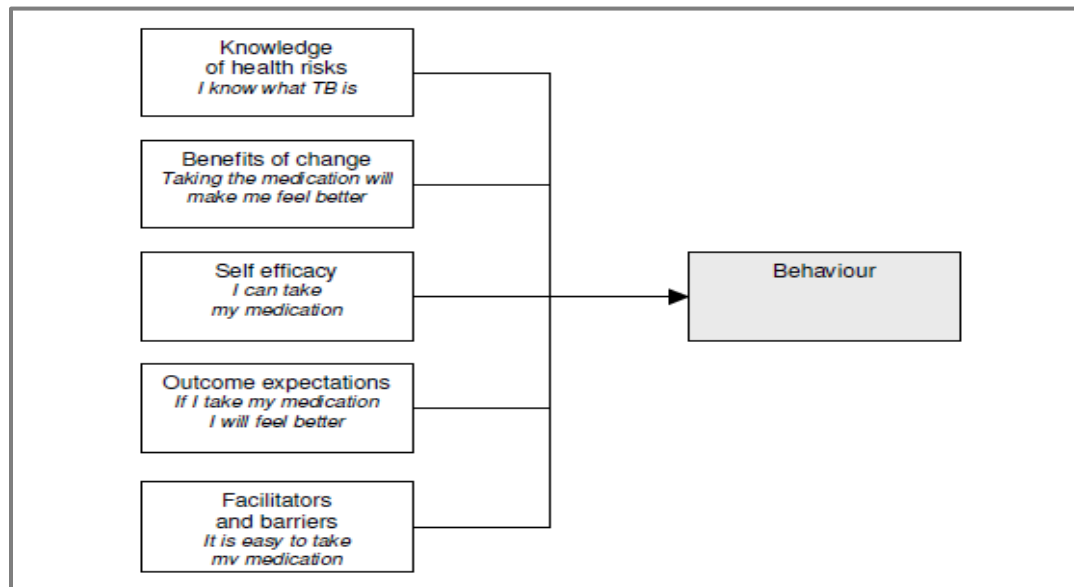 Knowledge
of health risks
I know what TB is
Benefits of change
Taking the medication will
make me feel better
Self efficacy
I can take
my medication
Behaviour
Outcome expectations
If I take my medication
I will feel better
Facilitators
and barriers
It is easy to take
my medication